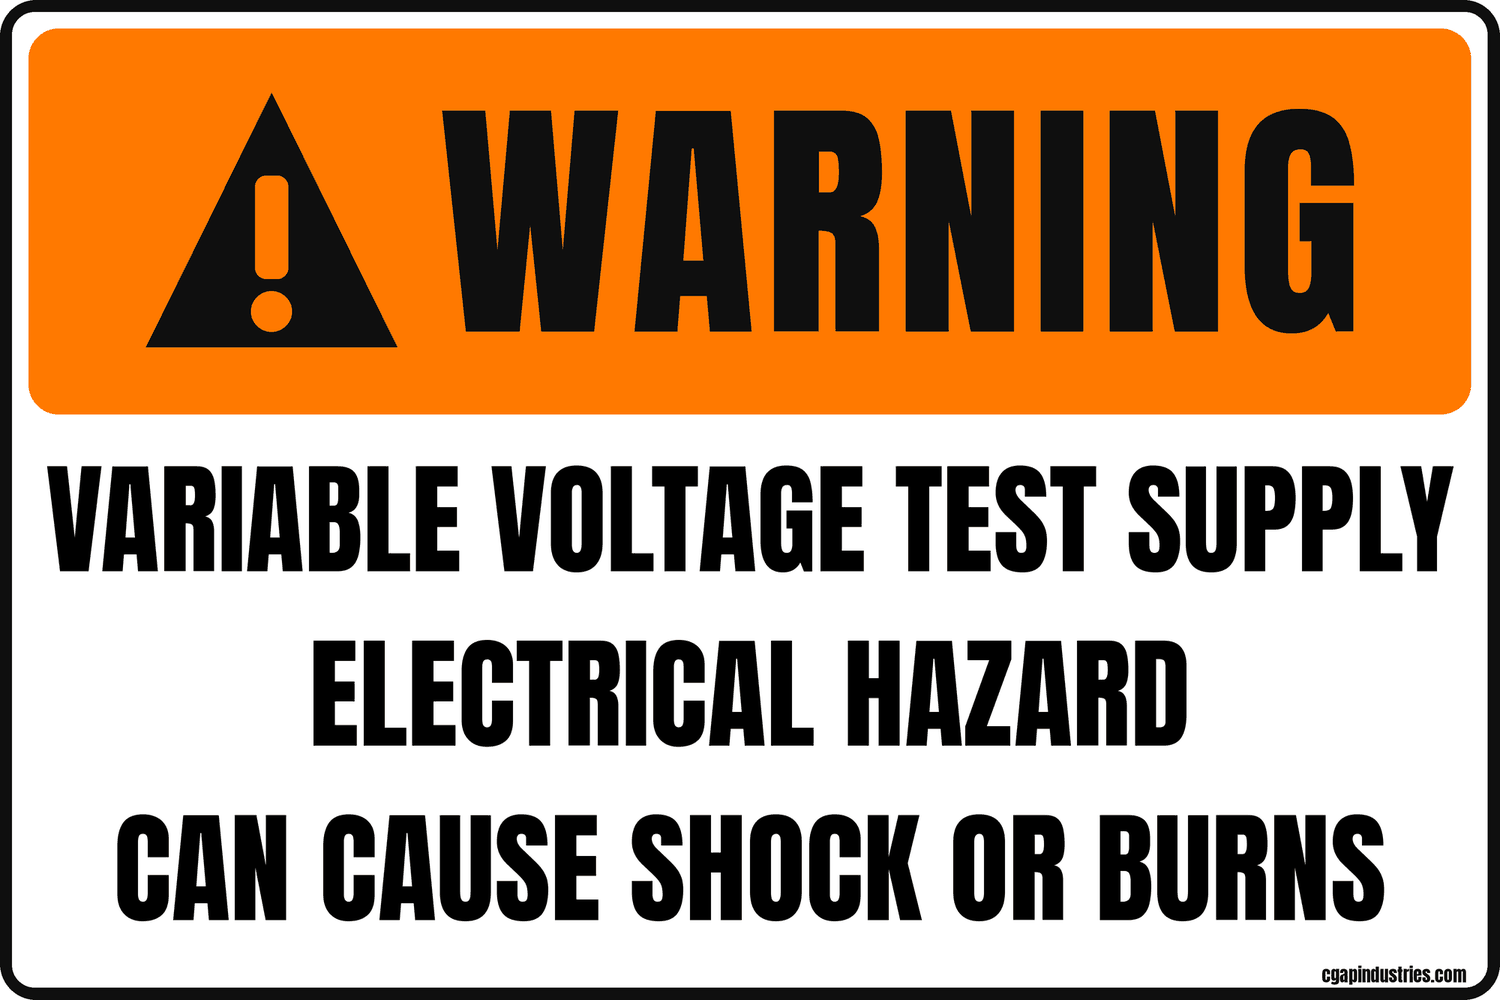 WARNING
VARIABLE VOLTAGE TEST SUPPLY
ELECTRICAL HAZARD
CAN CAUSE SHOCK OR BURNS
cgapindustries.com